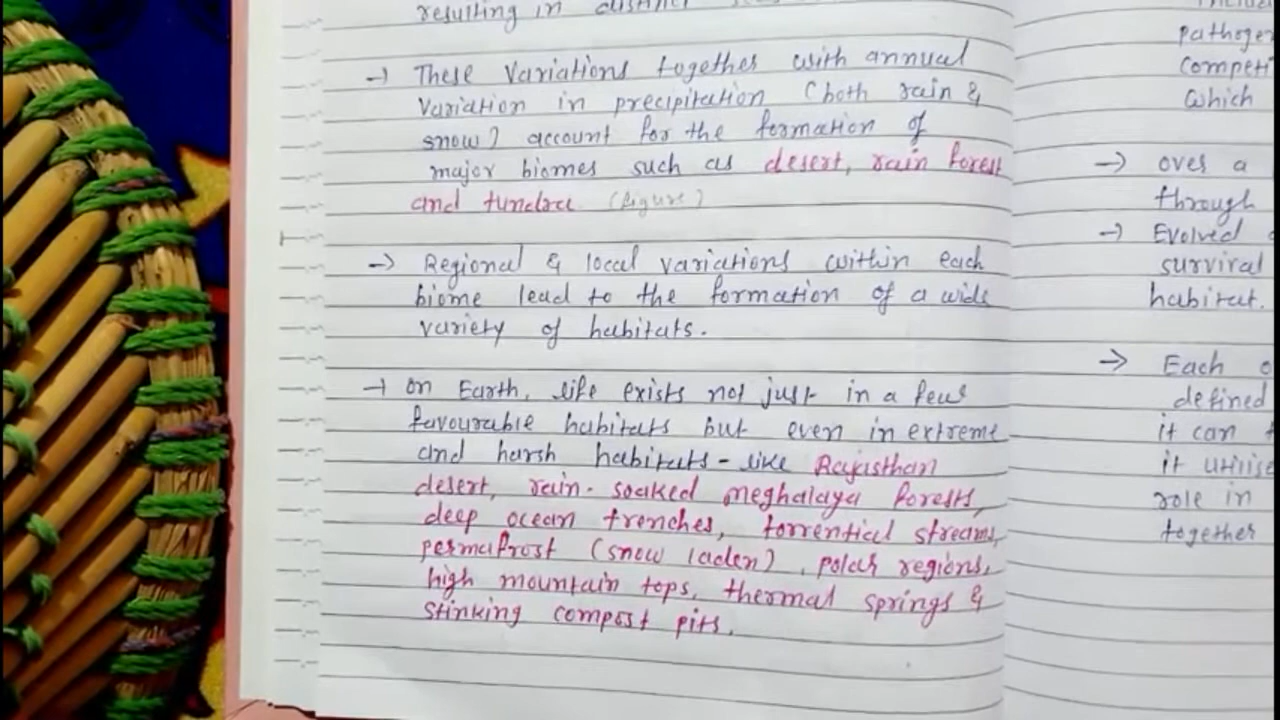 resulting in distinct
→ These Variations together with annual
Variation in precipitation (both rain &
snow) account for the formation of
major biomes such as desert, rain forest
and tundra (figure)
→ Regional & local variations within each
biome lead to the formation of a wide
variety of habitats.
→ On Earth, life exists not just in a few
favourable habitats but even in extreme
and harsh habitats - like Rajasthan
desert, rain-soaked meghalaya forests,
deep ocean trenches, torrential streams,
permafrost (snow laden), polar regions,
high mountain tops, thermal springs &
stinking compost pits.
pathoge
competi
which
→ over a
through
→ Evolved
survival
habitat.
→ Each o
defined
it can
it utilise
role in
together